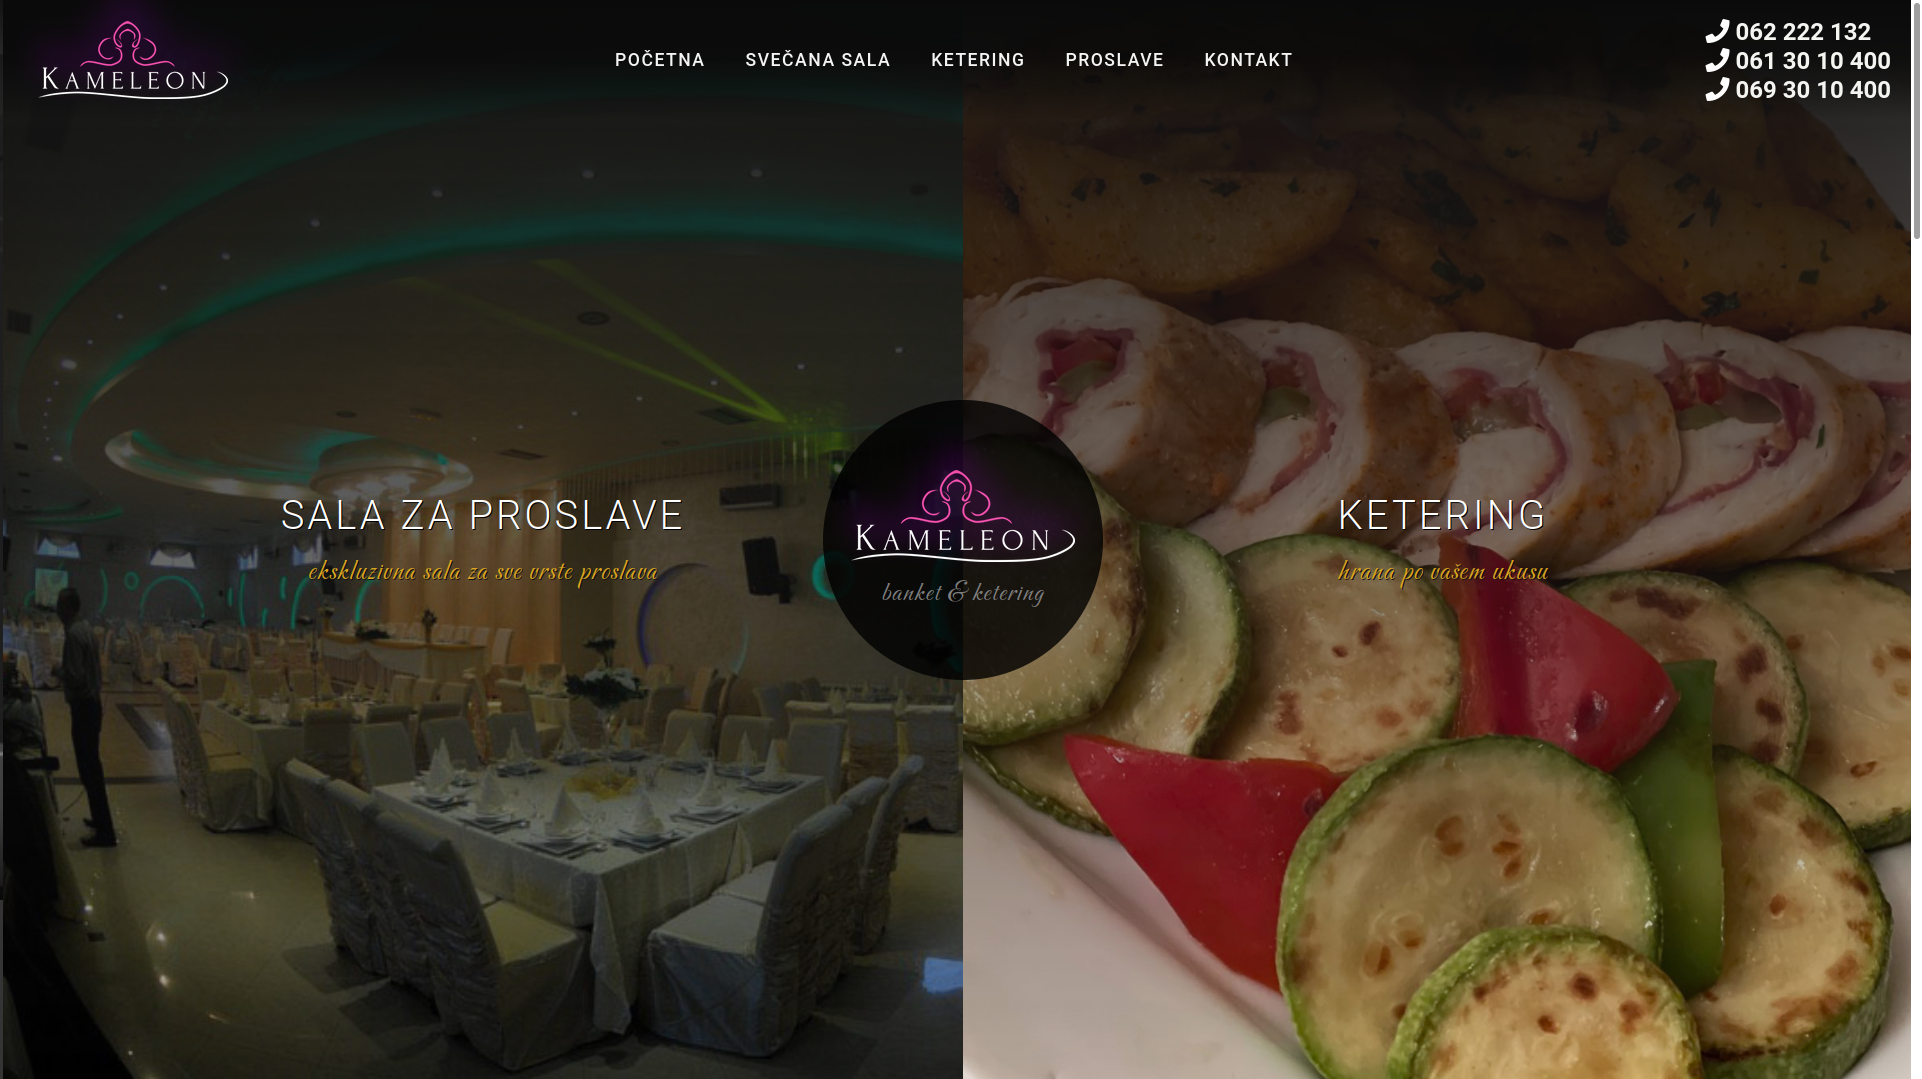 KAMELEON
POČETNA
SVEČANA SALA
KETERING
PROSLAVE
KONTAKT
062 222 132
061 30 10 400
069 30 10 400
SALA ZA PROSLAVE
ekskluzivna sala za sve vrste proslava
KAMELEON
banket & ketering
KETERING
hrana po vašem ukusu